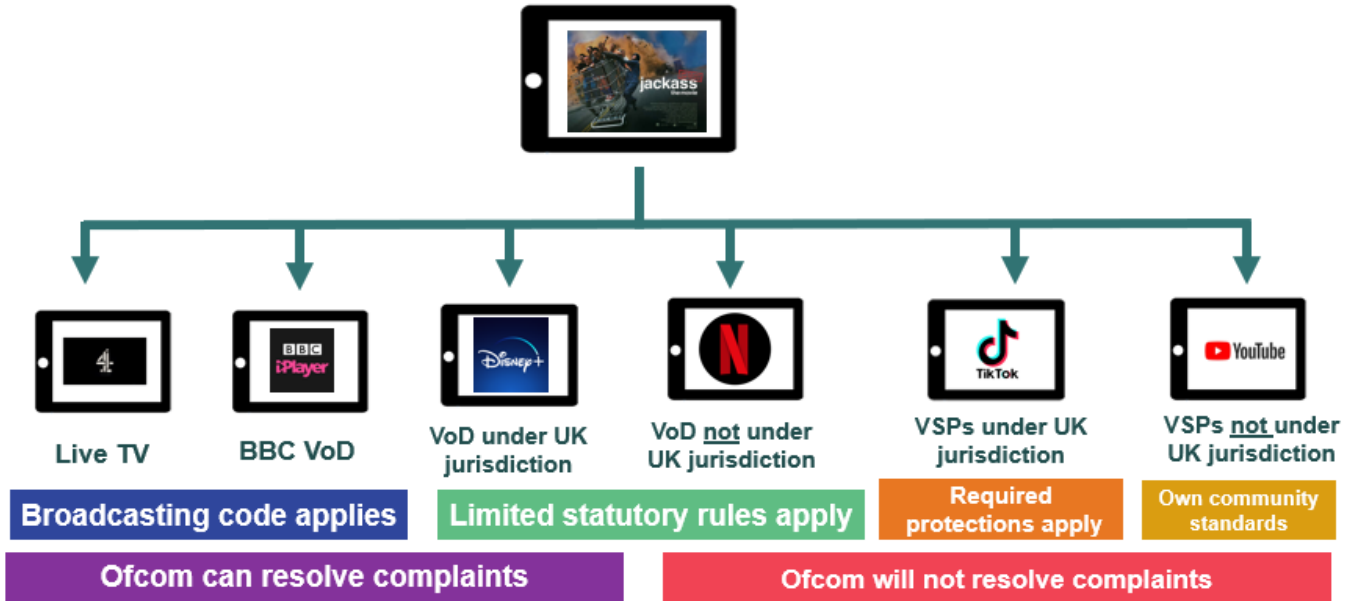 jackass
the movie
4
BBC
iPlayer
Disney+
N
TikTok
YouTube
Live TV
BBC VoD
VoD under UK
jurisdiction
VoD not under
UK jurisdiction
VSPs under UK
jurisdiction
VSPs not under
UK jurisdiction
Broadcasting code applies
Limited statutory rules apply
Required
protections apply
Own community
standards
Ofcom can resolve complaints
Ofcom will not resolve complaints